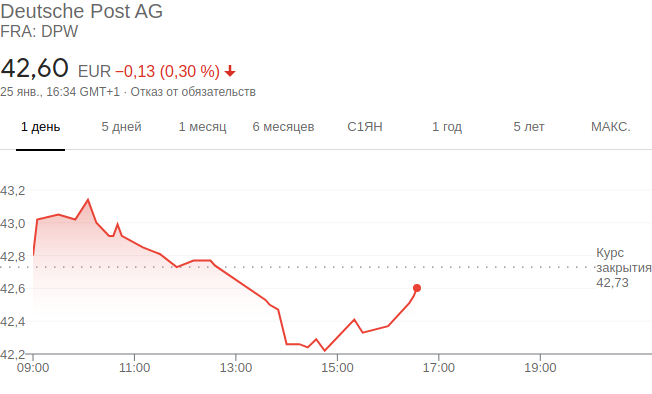 Deutsche Post AG
FRA: DPW
42,60 EUR −0,13 (0,30 %)
25 янв., 16:34 GMT+1 · Отказ от обязательств
1 день 5 дней 1 месяц 6 месяцев С1ЯН 1 год 5 лет МАКС.
43,2
43,0
42,8
42,6
42,4
42,2
Курс
закрытия
42,73
09:00 11:00 13:00 15:00 17:00 19:00